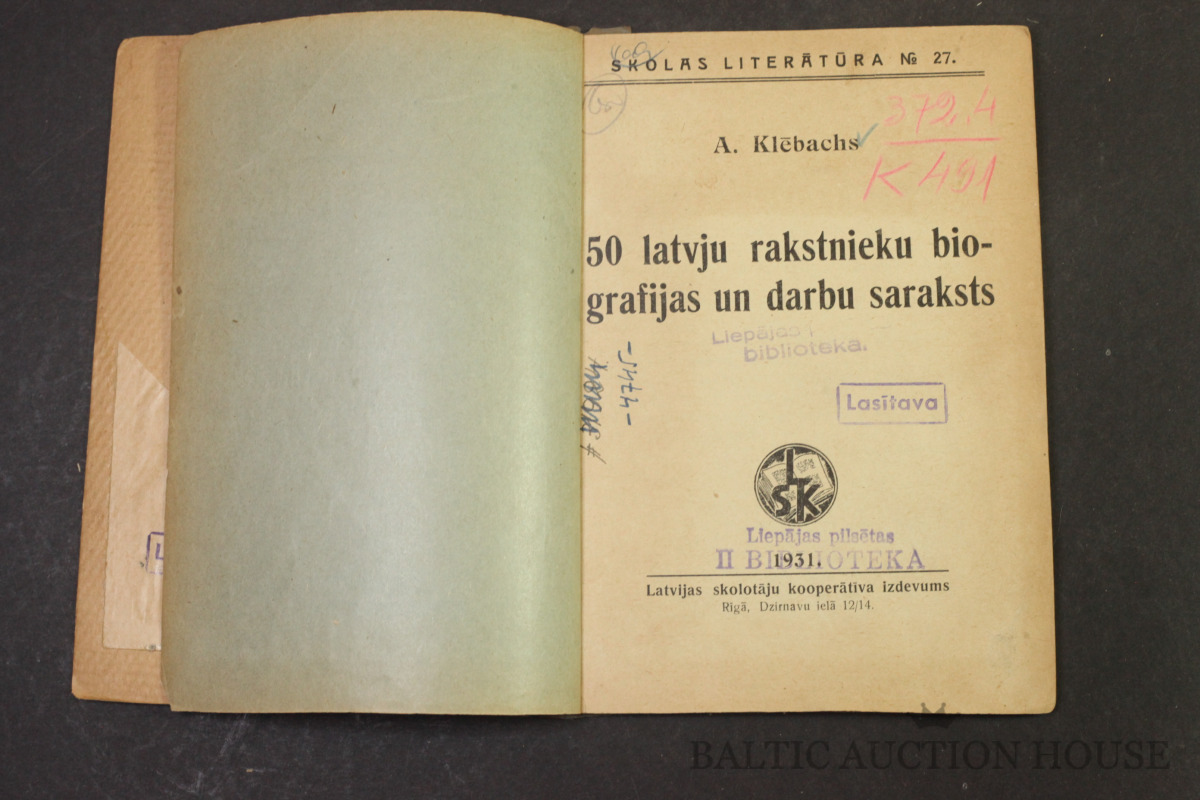 SKOLAS LITERĀTŪRA № 27.
372.4
K 491
A. Klēbachs
50 latvju rakstnieku bio-
grafijas un darbu saraksts
Liepājas
biblioteka.
Lasītava
LSK
Liepājas pilsētas
II BIBLIOTEKA
1931.
Latvijas skolotāju kooperātīva izdevums
Rīgā, Dzirnavu ielā 12/14.
BALTIC AUCTION HOUSE